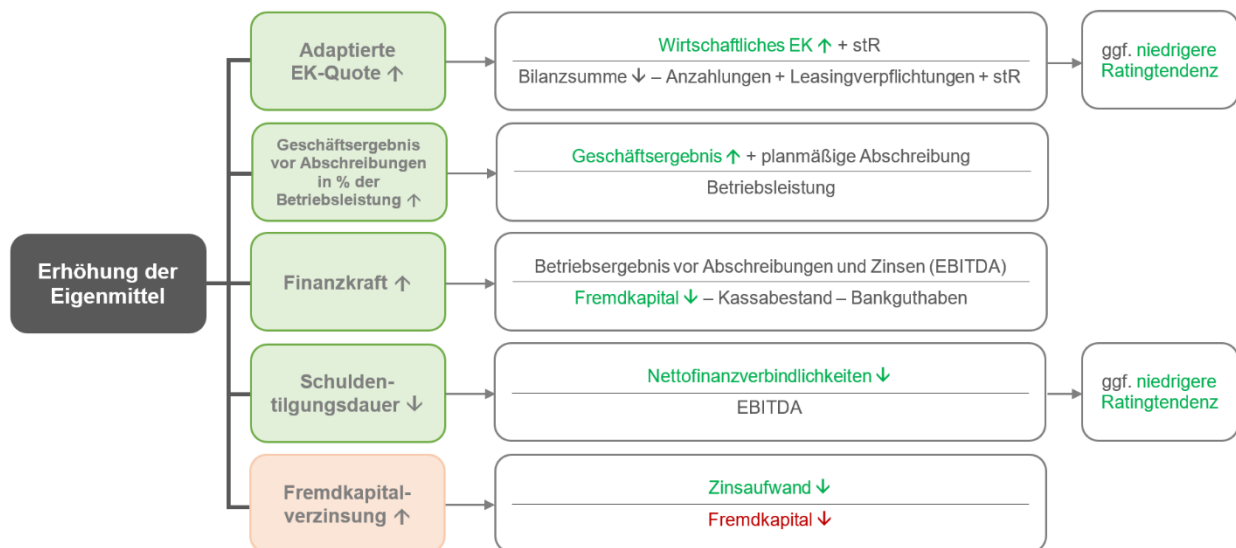 Erhöhung der
Eigenmittel
Adaptierte
EK-Quote ↑
Wirtschaftliches EK ↑ + stR
Bilanzsumme ↓ – Anzahlungen + Leasingverpflichtungen + stR
ggf. niedrigere
Ratingtendenz
Geschäftsergebnis
vor Abschreibungen
in % der
Betriebsleistung ↑
Geschäftsergebnis ↑ + planmäßige Abschreibung
Betriebsleistung
Finanzkraft ↑
Betriebsergebnis vor Abschreibungen und Zinsen (EBITDA)
Fremdkapital ↓ – Kassabestand – Bankguthaben
Schulden-
tilgungsdauer ↓
Nettofinanzverbindlichkeiten ↓
EBITDA
ggf. niedrigere
Ratingtendenz
Fremdkapital-
verzinsung ↑
Zinsaufwand ↓
Fremdkapital ↓